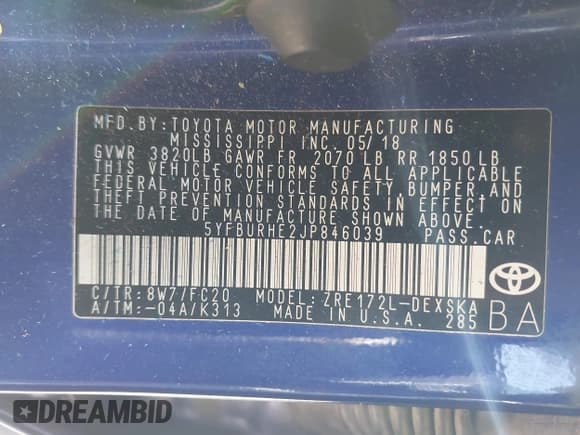 MFD.BY:TOYOTA MOTOR MANUFACTURING
MISSISSIPPI INC. 05/18
GVWR 3820LB GAWR FR 2070 LB RR 1850 LB
THIS VEHICLE CONFORMS TO ALL APPLICABLE
FEDERAL MOTOR VEHICLE SAFETY, BUMPER, AND
THEFT PREVENTION STANDARDS IN EFFECT ON
THE DATE OF MANUFACTURE SHOWN ABOVE.
5YFBURHE2JP846039 PASS.CAR
C/TR:8W7/FC20 MODEL:ZRE172L-DEXSKA
A/TM:-04A/K313 MADE IN U.S.A. 285
BA
DREAMBID